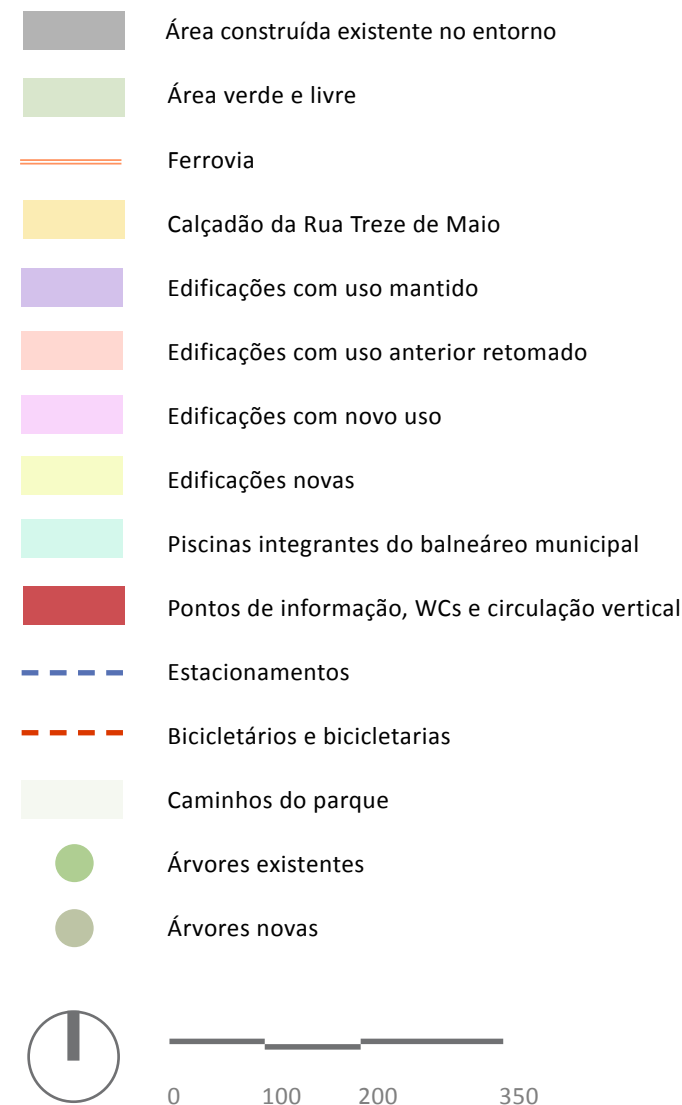 Área construída existente no entorno
Área verde e livre
Ferrovia
Calçadão da Rua Treze de Maio
Edificações com uso mantido
Edificações com uso anterior retomado
Edificações com novo uso
Edificações novas
Piscinas integrantes do balneáreo municipal
Pontos de informação, WCs e circulação vertical
Estacionamentos
Bicicletários e bicicletarias
Caminhos do parque
Árvores existentes
Árvores novas
0 100 200 350